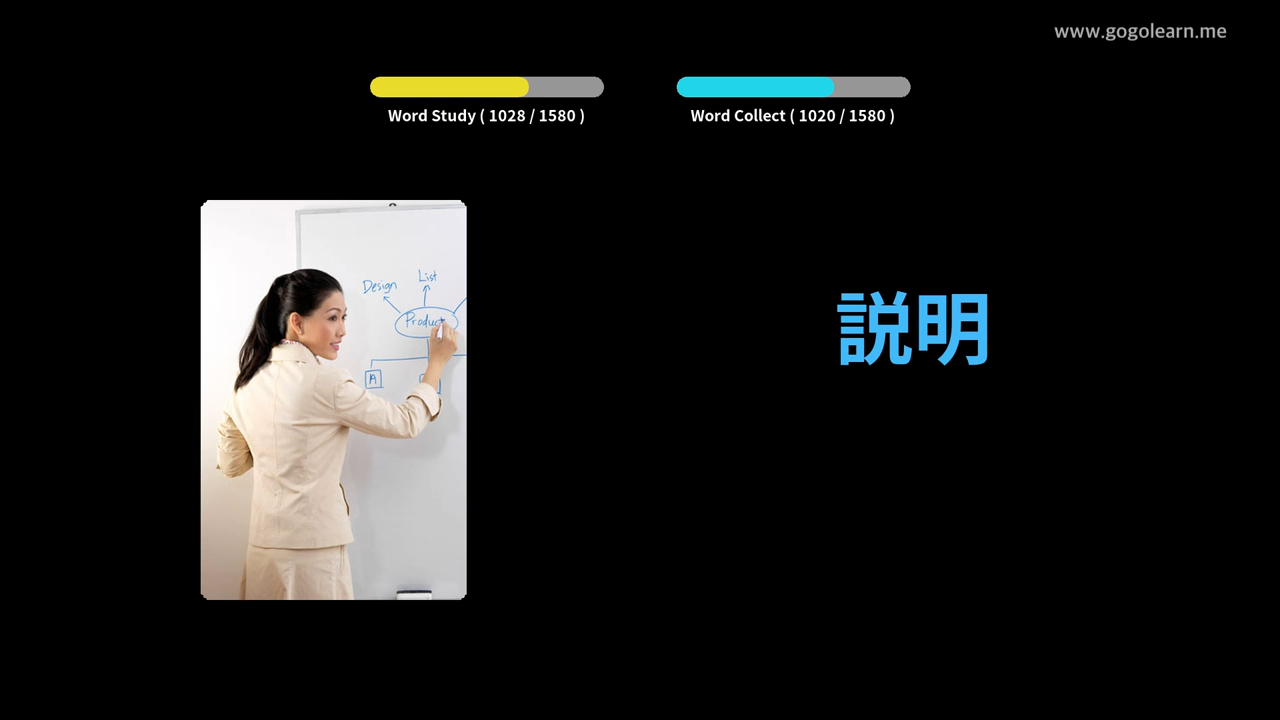 www.gogolearn.me
Word Study ( 1028 / 1580 )
Word Collect ( 1020 / 1580 )
Design
List
Product
A
説明